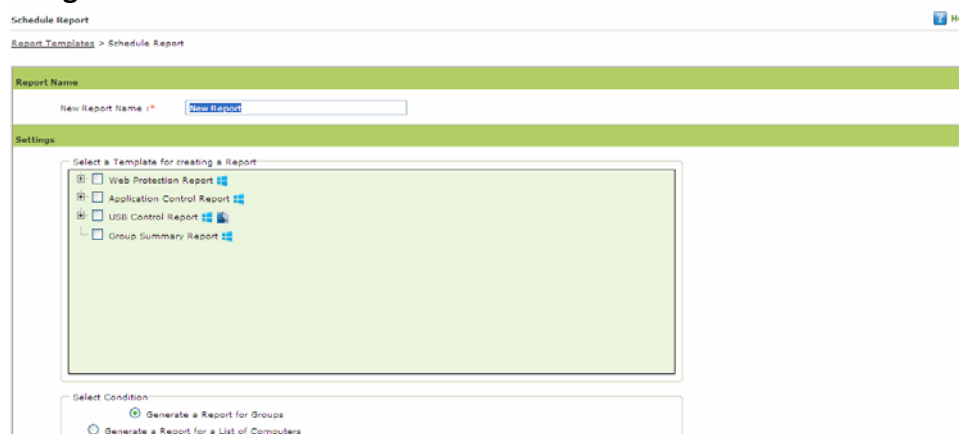 Schedule Report
Report Templates > Schedule Report
Report Name
New Report Name :* New Report
Settings
Select a Template for creating a Report
Web Protection Report
Application Control Report
USB Control Report
Group Summary Report
Select Condition
Generate a Report for Groups
Generate a Report for a List of Computers